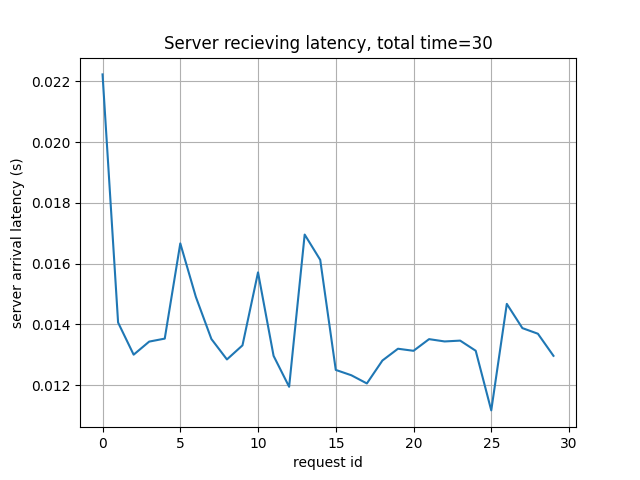 Server recieving latency, total time=30
server arrival latency (s)
0.022
0.020
0.018
0.016
0.014
0.012
0 5 10 15 20 25 30
request id